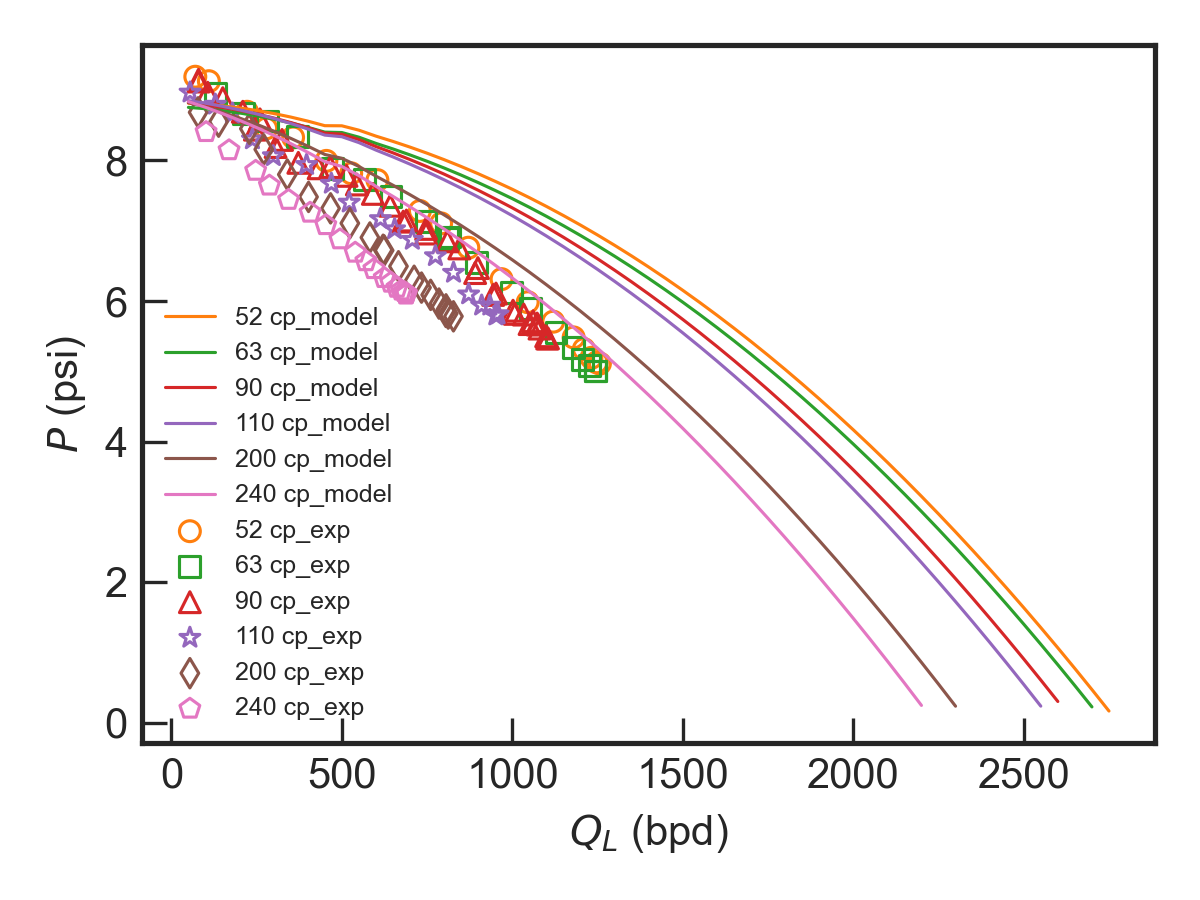 8
6
4
2
0
P (psi)
52 cp_model
63 cp_model
90 cp_model
110 cp_model
200 cp_model
240 cp_model
52 cp_exp
63 cp_exp
90 cp_exp
110 cp_exp
200 cp_exp
240 cp_exp
0 500 1000 1500 2000 2500
Q_L (bpd)